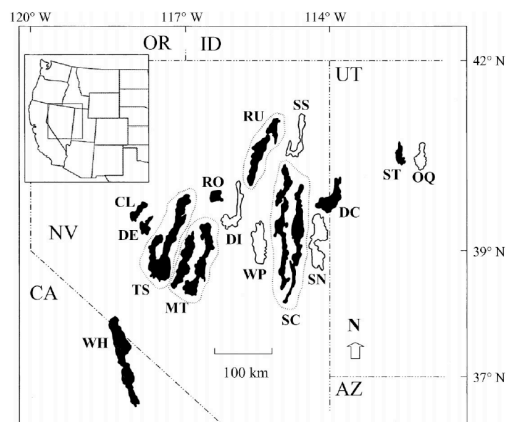 120° W 117° W 114° W
OR ID
42° N
UT
SS
RU
ST OQ
RO
CL
DC
DE
NV
DI
39° N
WP SN
TS
MT
CA
SC
N
WH
100 km
37° N
AZ